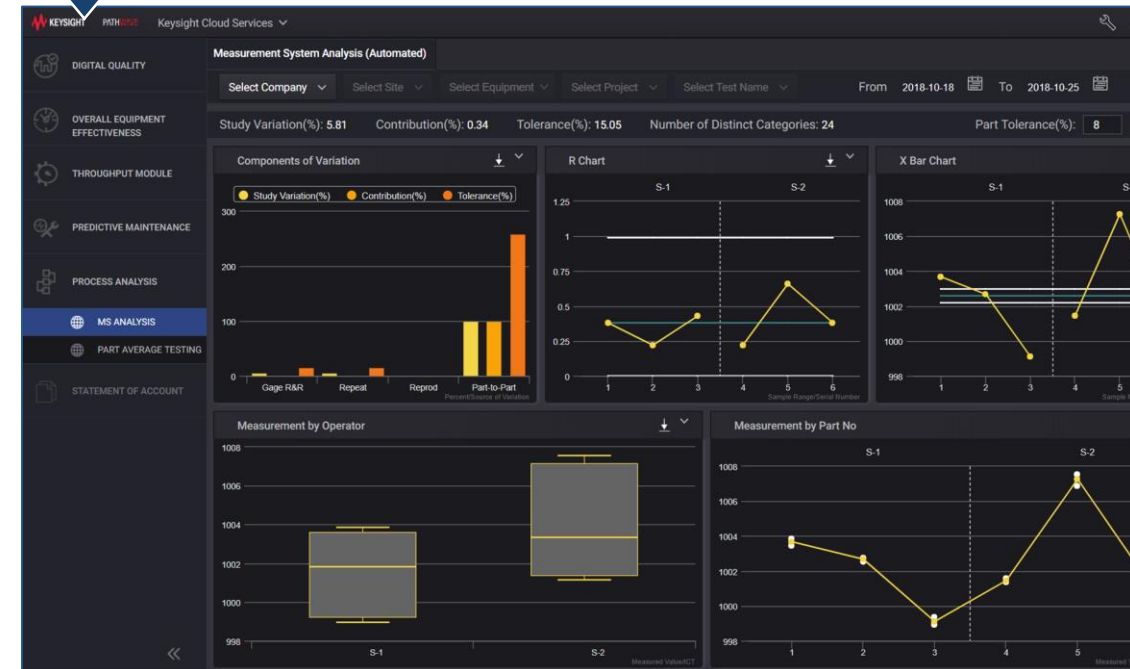 KEYSIGHT PATHWAVE Keysight Cloud Services
DIGITAL QUALITY
OVERALL EQUIPMENT
EFFECTIVENESS
THROUGHPUT MODULE
PREDICTIVE MAINTENANCE
PROCESS ANALYSIS
MS ANALYSIS
PART AVERAGE TESTING
STATEMENT OF ACCOUNT
Measurement System Analysis (Automated)
Select Company Select Site Select Equipment Select Project Select Test Name From 2018-10-18 To 2018-10-25
Study Variation(%): 5.81 Contribution(%): 0.34 Tolerance(%): 15.05 Number of Distinct Categories: 24 Part Tolerance(%): 8
Components of Variation
Study Variation(%) Contribution(%) Tolerance(%)
300
200
100
0
Gage R&R Repeat Reprod Part-to-Part
Percent/Source of Variation
R Chart
S-1 S-2
1.25
1
0.75
0.5
0.25
0
1 2 3 4 5 6
Sample Range/Serial Number
X Bar Chart
S-1
1008
1006
1004
1002
1000
998
1 2 3 4 5
Sample
Measurement by Operator
1008
1006
1004
1002
1000
998
S-1 S-2
Measured Value/ICT
Measurement by Part No
S-1 S-2
1008
1006
1004
1002
1000
998
1 2 3 4 5
Measured